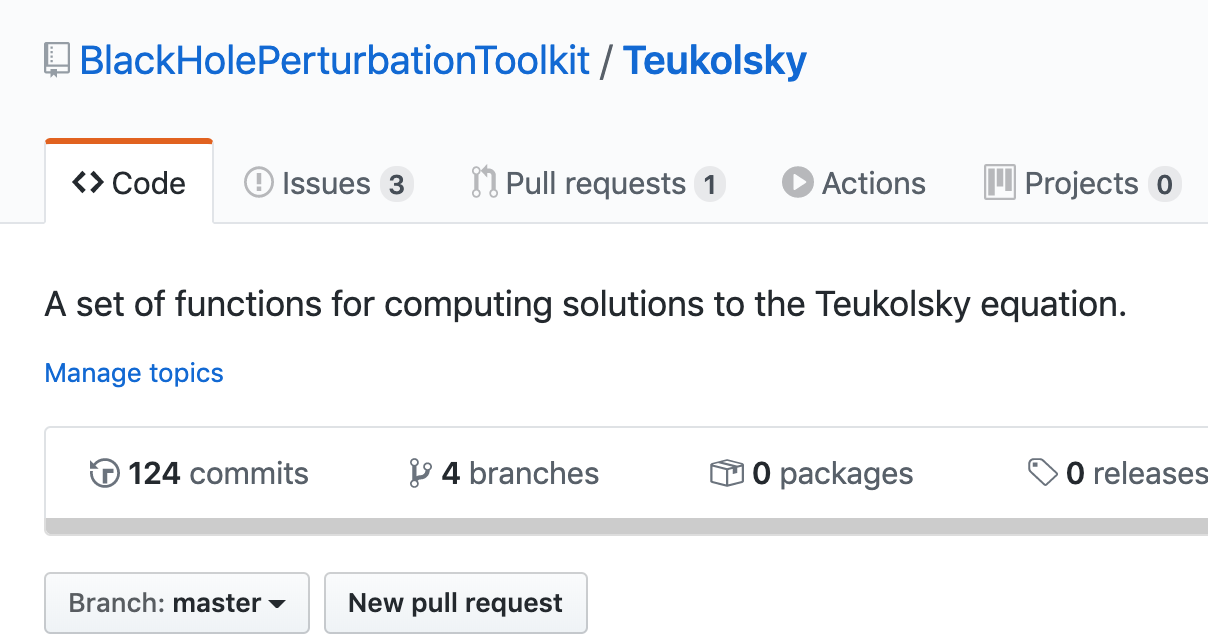 BlackHolePerturbationToolkit / Teukolsky
Code Issues 3 Pull requests 1 Actions Projects 0
A set of functions for computing solutions to the Teukolsky equation.
Manage topics
124 commits 4 branches 0 packages 0 releases
Branch: master New pull request